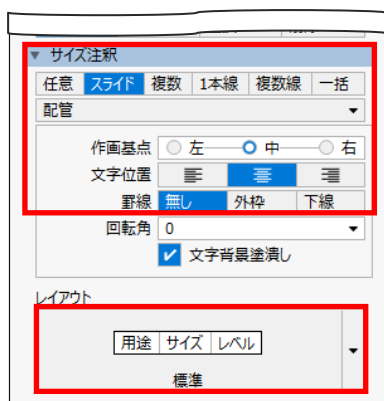 ▼ サイズ注釈
任意 スライド 複数 1本線 複数線 一括
配管
作画基点 左 中 右
文字位置
罫線 無し 外枠 下線
回転角 0
文字背景塗潰し
レイアウト
用途 サイズ レベル
標準